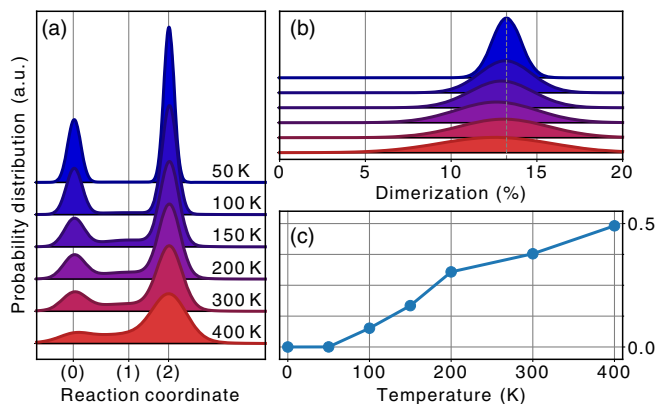 (a)
Probability distribution (a.u.)
50 K
100 K
150 K
200 K
300 K
400 K
(0) (1) (2)
Reaction coordinate
(b)
0 5 10 15 20
Dimerization (%)
(c)
0.5
0.0
0 100 200 300 400
Temperature (K)